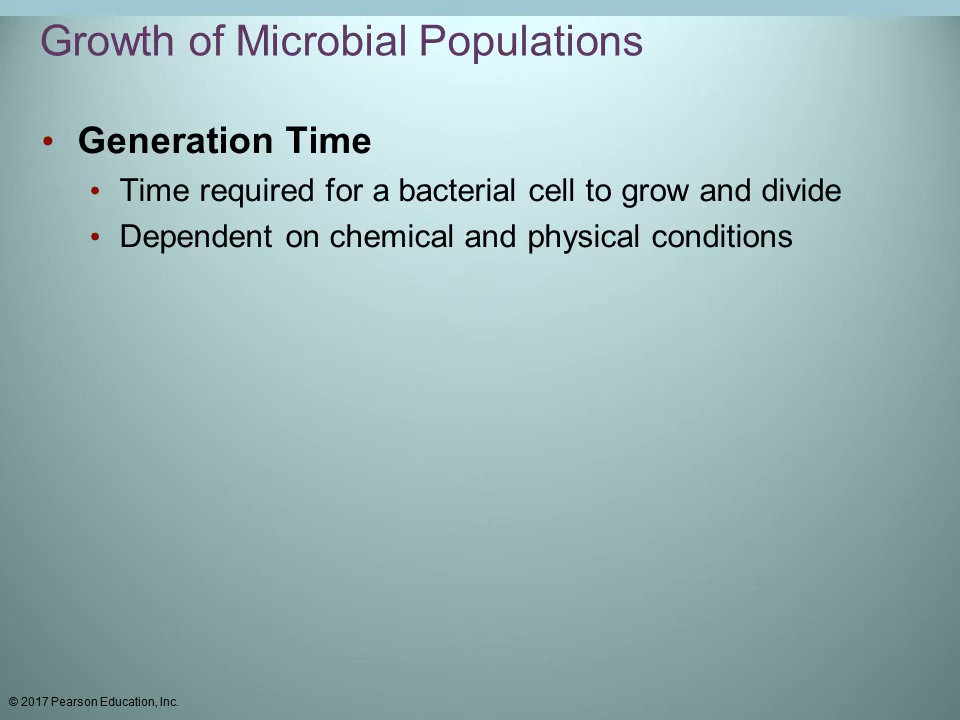 Growth of Microbial Populations
• Generation Time
• Time required for a bacterial cell to grow and divide
• Dependent on chemical and physical conditions
© 2017 Pearson Education, Inc.